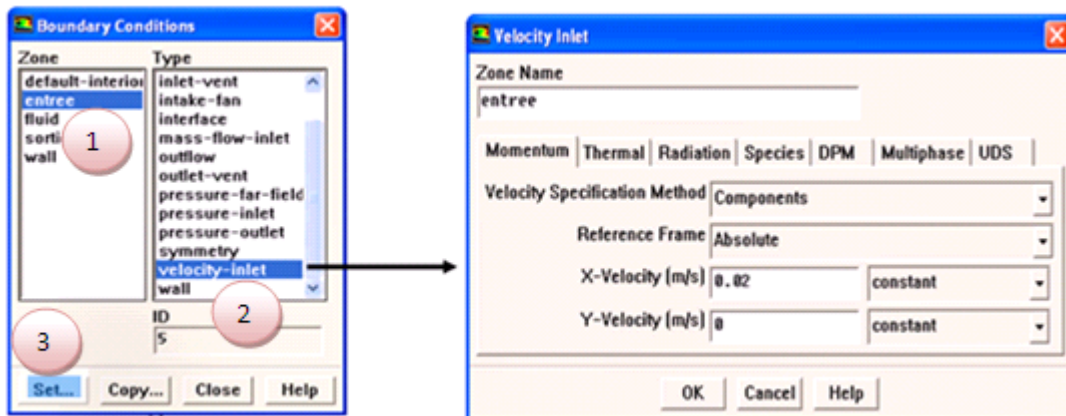 Boundary Conditions
Zone
Type
default-interior
entree
fluid
sorti
wall
inlet-vent
intake-fan
interface
mass-flow-inlet
outflow
outlet-vent
pressure-far-field
pressure-inlet
pressure-outlet
symmetry
velocity-inlet
wall
1
2
3
ID
5
Set... Copy... Close Help
Velocity Inlet
Zone Name
entree
Momentum Thermal Radiation Species DPM Multiphase UDS
Velocity Specification Method Components
Reference Frame Absolute
X-Velocity (m/s) 0.02 constant
Y-Velocity (m/s) 0 constant
OK Cancel Help